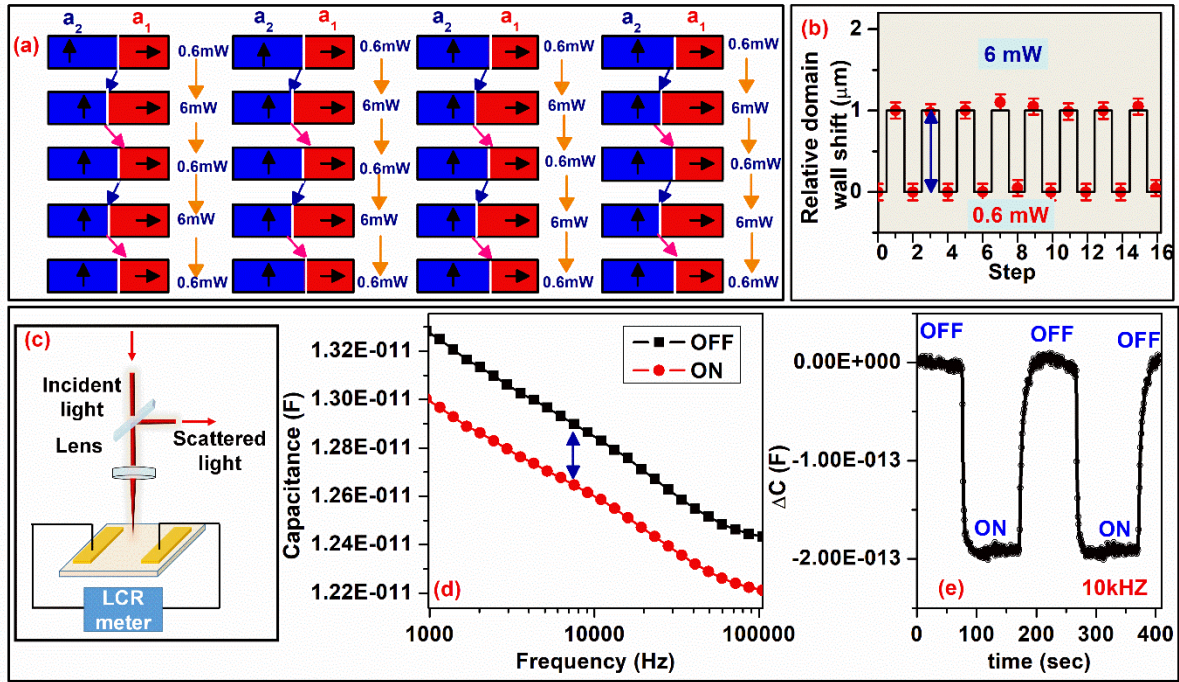 (a)
a2 a1 a2 a1 a2 a1 a2 a1
0.6mW 0.6mW 0.6mW 0.6mW
6mW 6mW 6mW 6mW
0.6mW 0.6mW 0.6mW 0.6mW
6mW 6mW 6mW 6mW
0.6mW 0.6mW 0.6mW 0.6mW
(b)
Relative domain
wall shift (μm)
2
1
0
6 mW
0.6 mW
0 2 4 6 8 10 12 14 16
Step
(c)
Incident
light
Lens
Scattered
light
LCR
meter
Capacitance (F)
1.32E-011
1.30E-011
1.28E-011
1.26E-011
1.24E-011
1.22E-011
OFF
ON
(d)
1000 10000 100000
Frequency (Hz)
ΔC (F)
0.00E+000
-1.00E-013
-2.00E-013
OFF OFF OFF
ON ON
(e)
10kHZ
0 100 200 300 400
time (sec)